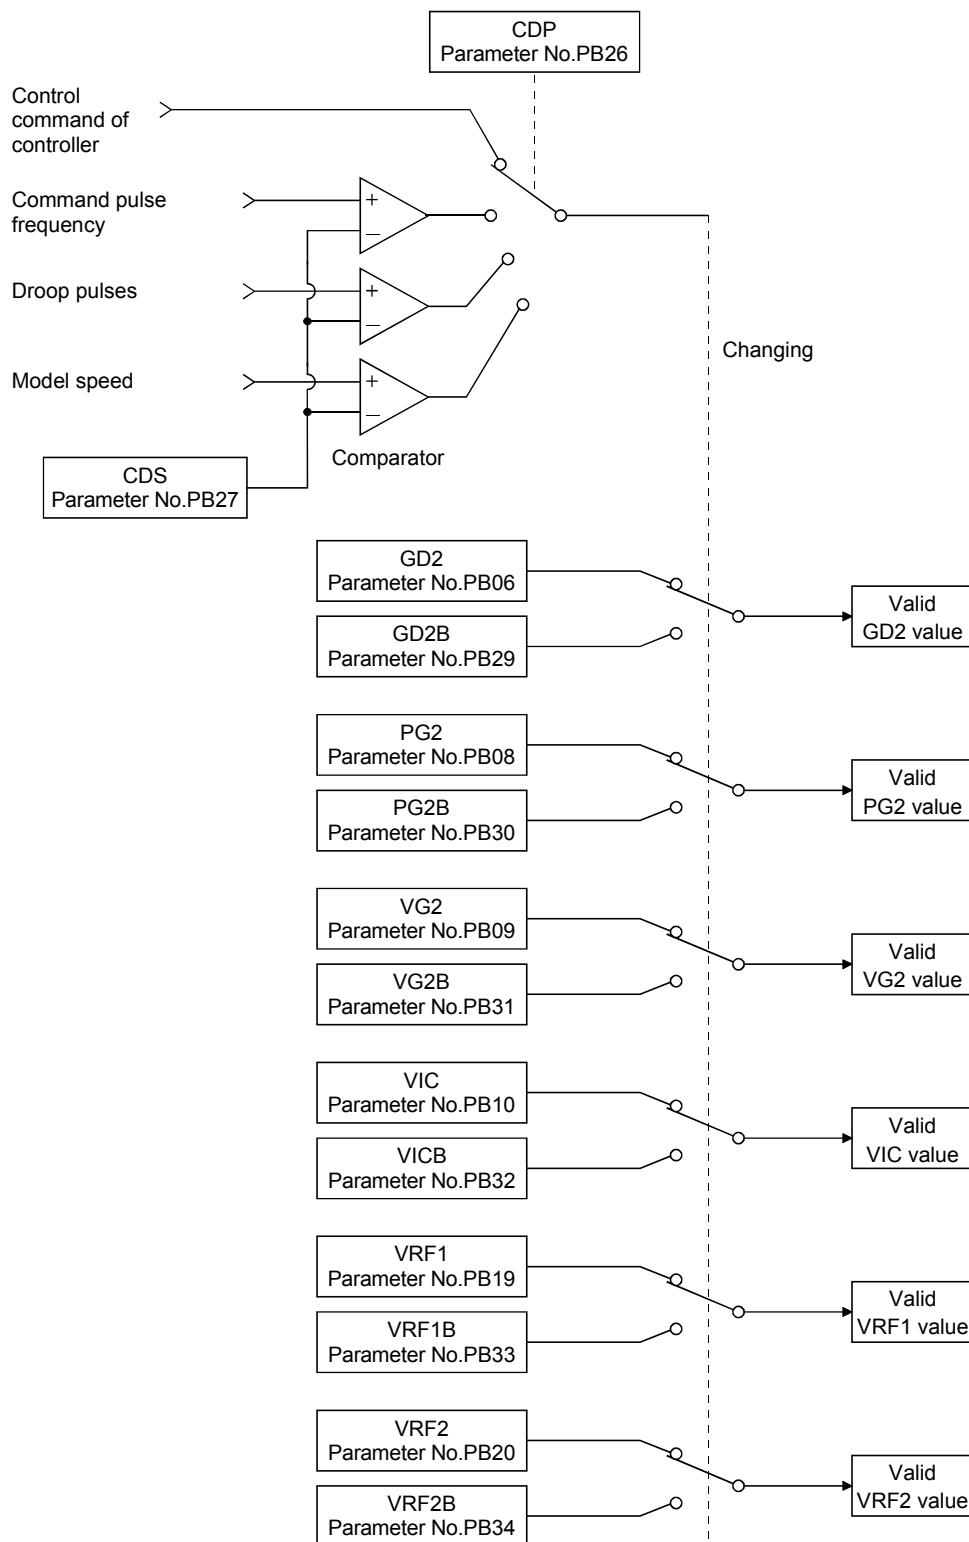 CDP
Parameter No.PB26
Control
command of
controller
Command pulse
frequency
+
−
Droop pulses
+
−
Changing
Model speed
+
−
Comparator
CDS
Parameter No.PB27
GD2
Parameter No.PB06
Valid
GD2 value
GD2B
Parameter No.PB29
PG2
Parameter No.PB08
Valid
PG2 value
PG2B
Parameter No.PB30
VG2
Parameter No.PB09
Valid
VG2 value
VG2B
Parameter No.PB31
VIC
Parameter No.PB10
Valid
VIC value
VICB
Parameter No.PB32
VRF1
Parameter No.PB19
Valid
VRF1 value
VRF1B
Parameter No.PB33
VRF2
Parameter No.PB20
Valid
VRF2 value
VRF2B
Parameter No.PB34